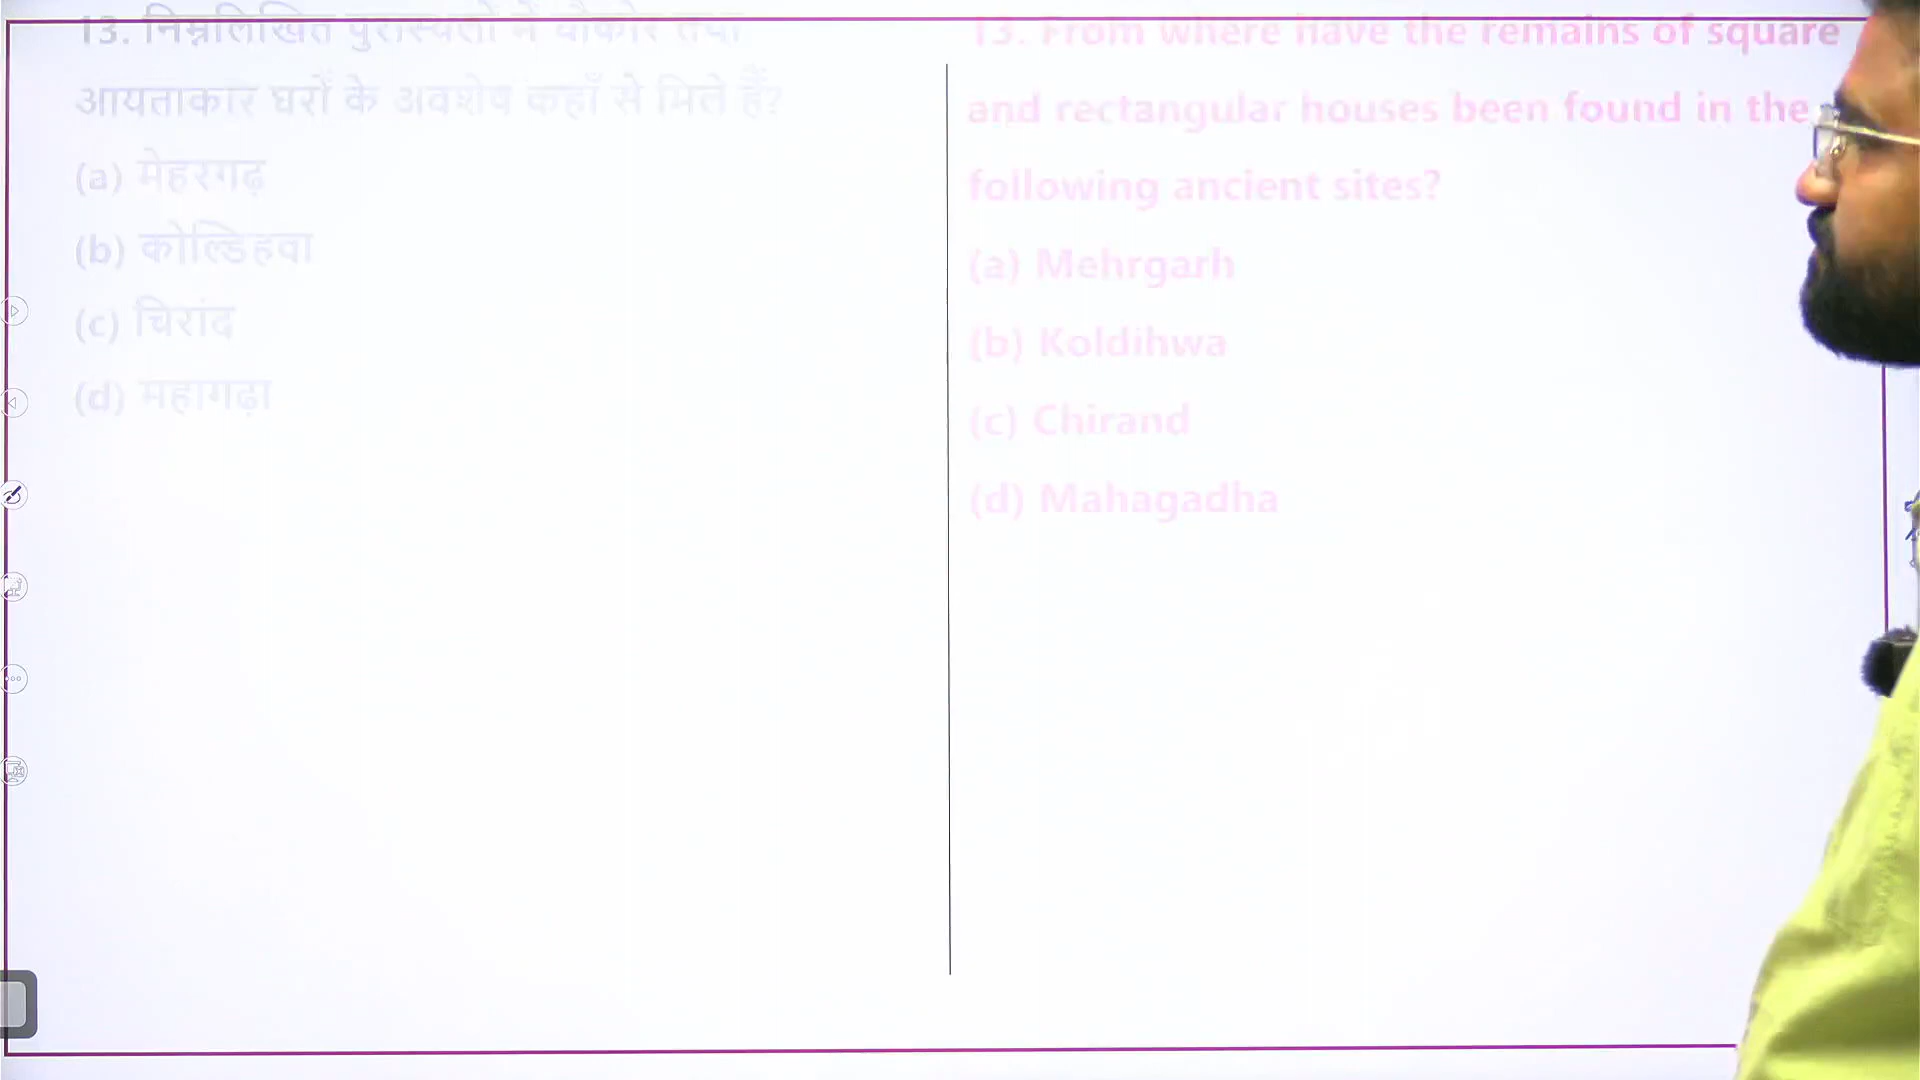 13. निम्नलिखित पुरास्थलों में चौकोर तथा
आयताकार घरों के अवशेष कहाँ से मिले हैं?
(a) मेहरगढ़
(b) कोल्डिहवा
(c) चिरांद
(d) महागढ़ा
13. From where have the remains of square
and rectangular houses been found in the
following ancient sites?
(a) Mehrgarh
(b) Koldihwa
(c) Chirand
(d) Mahagadha